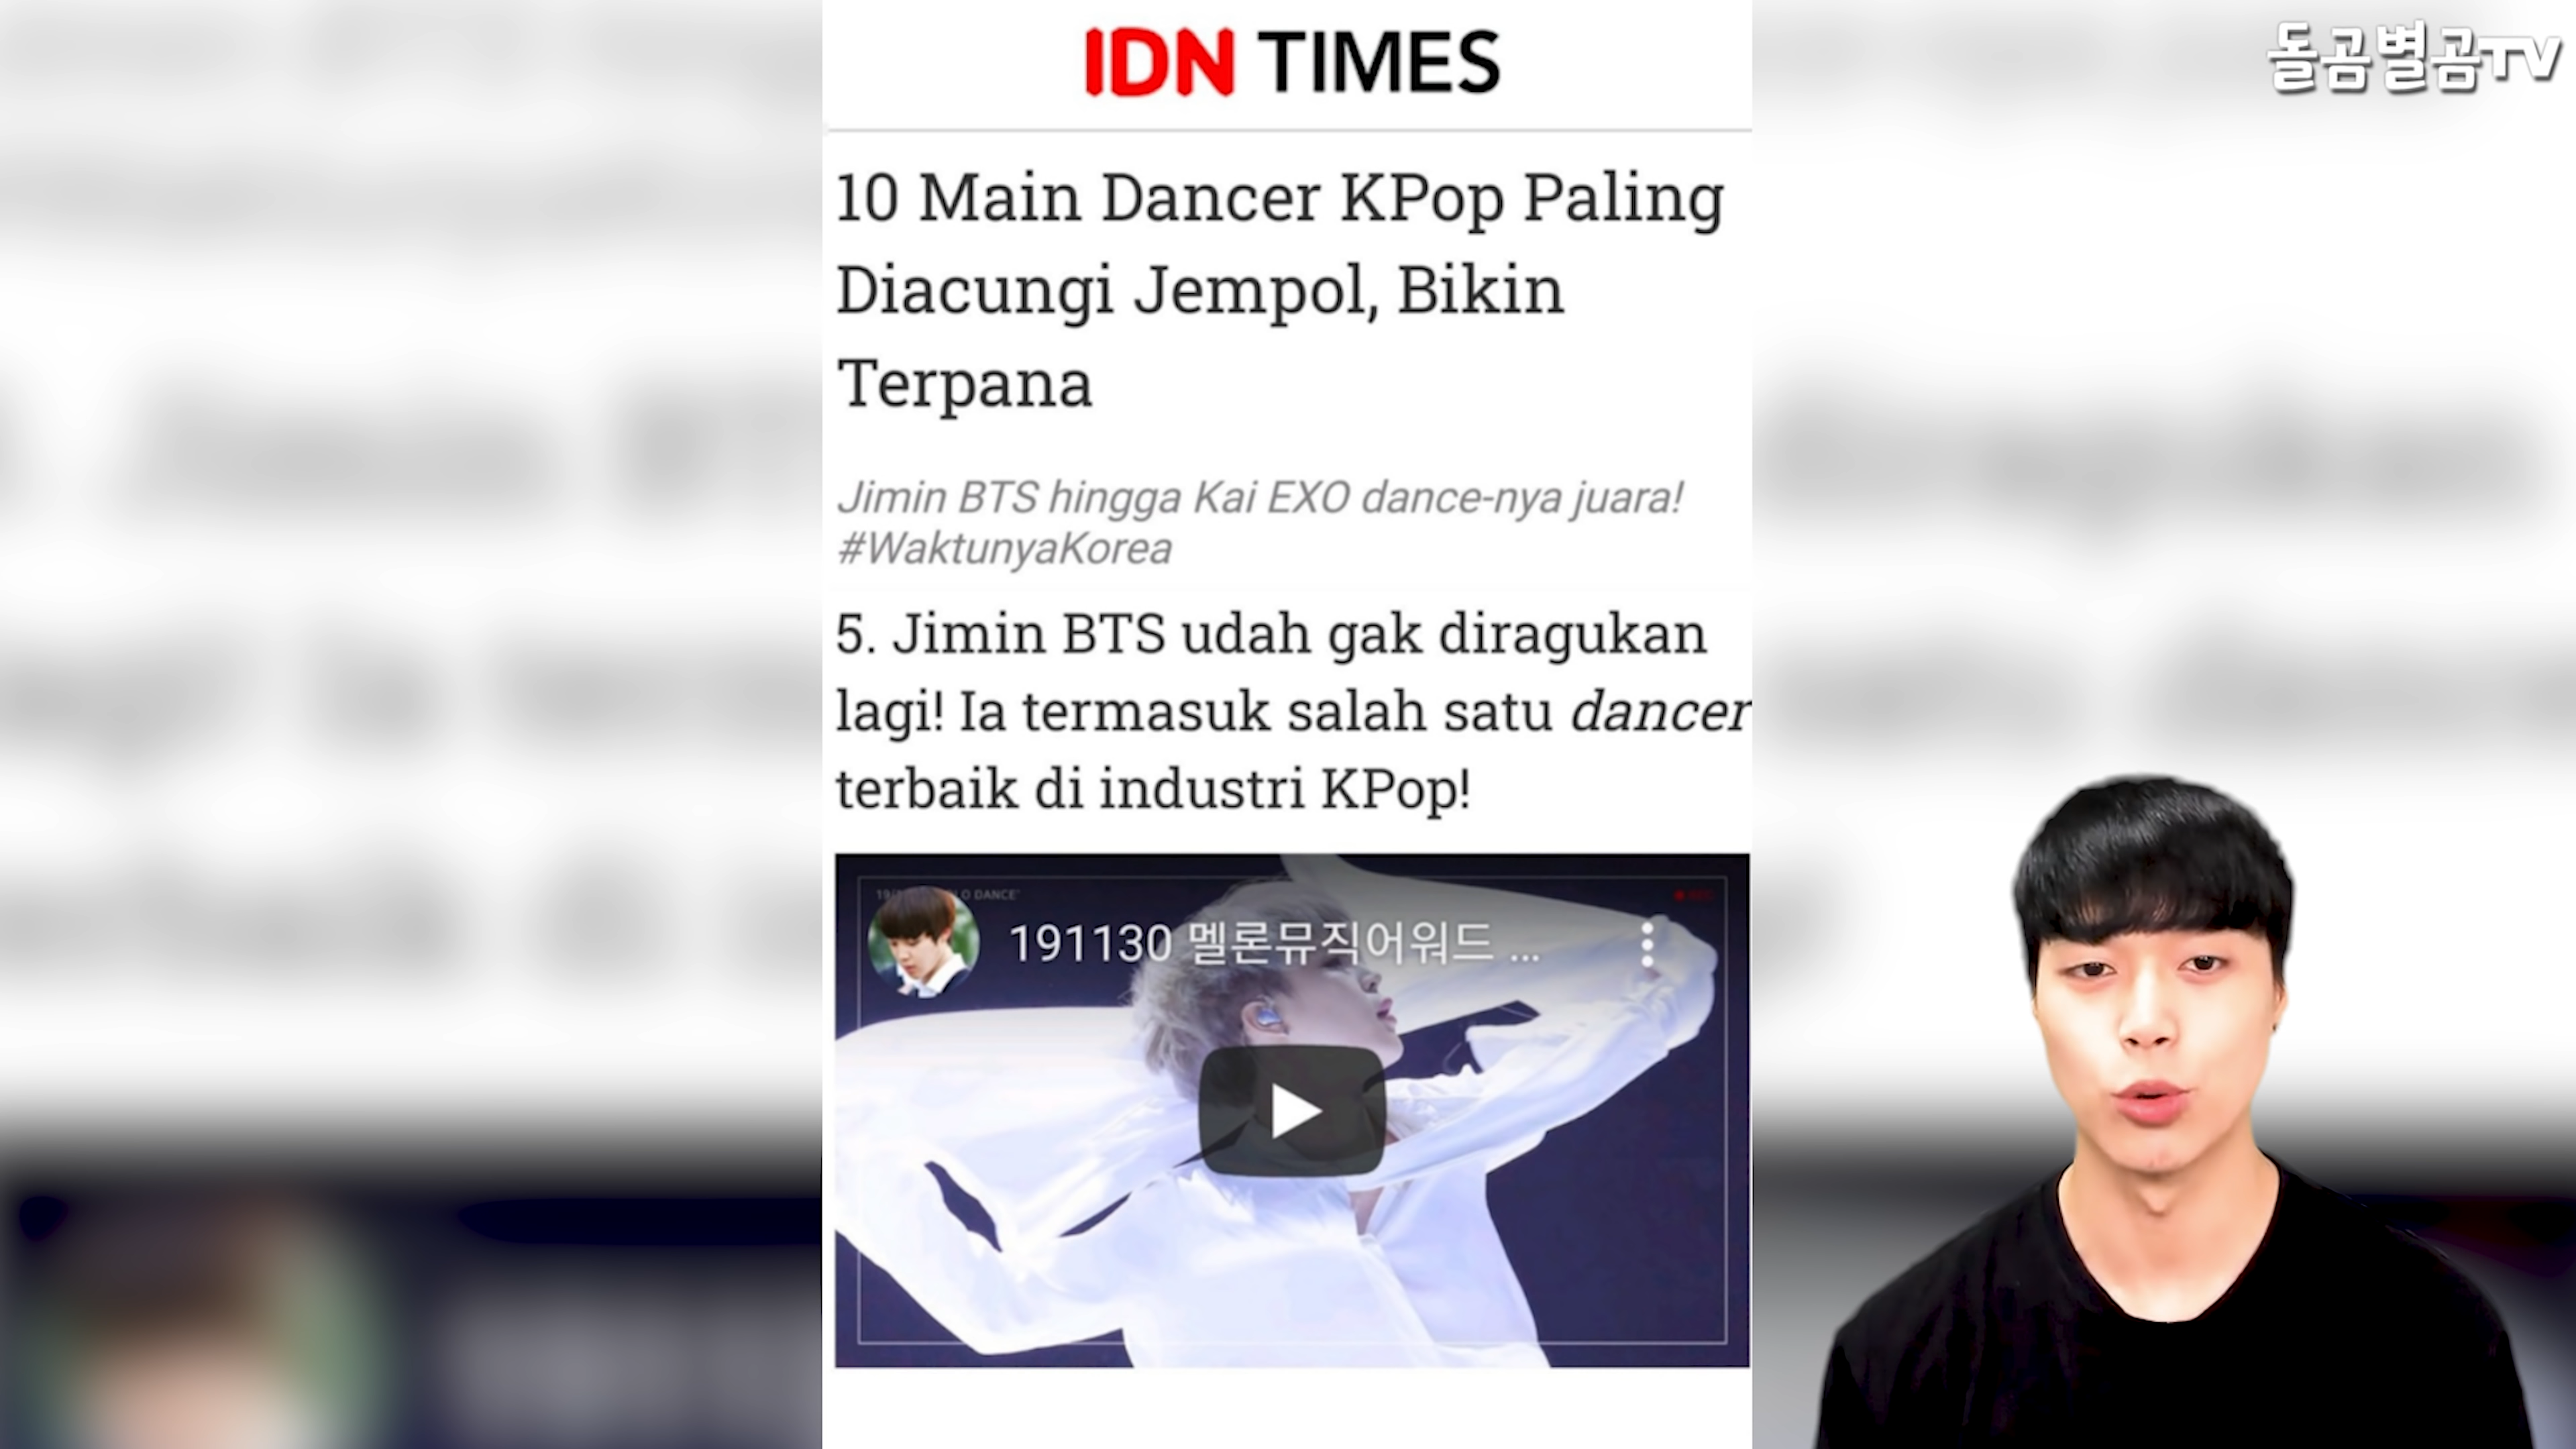 IDN TIMES
돌곰별곰TV
10 Main Dancer KPop Paling
Diacungi Jempol, Bikin
Terpana
Jimin BTS hingga Kai EXO dance-nya juara!
#WaktunyaKorea
5. Jimin BTS udah gak diragukan
lagi! Ia termasuk salah satu dancer
terbaik di industri KPop!
DANCE"
191130 멜론뮤직어워드 ...